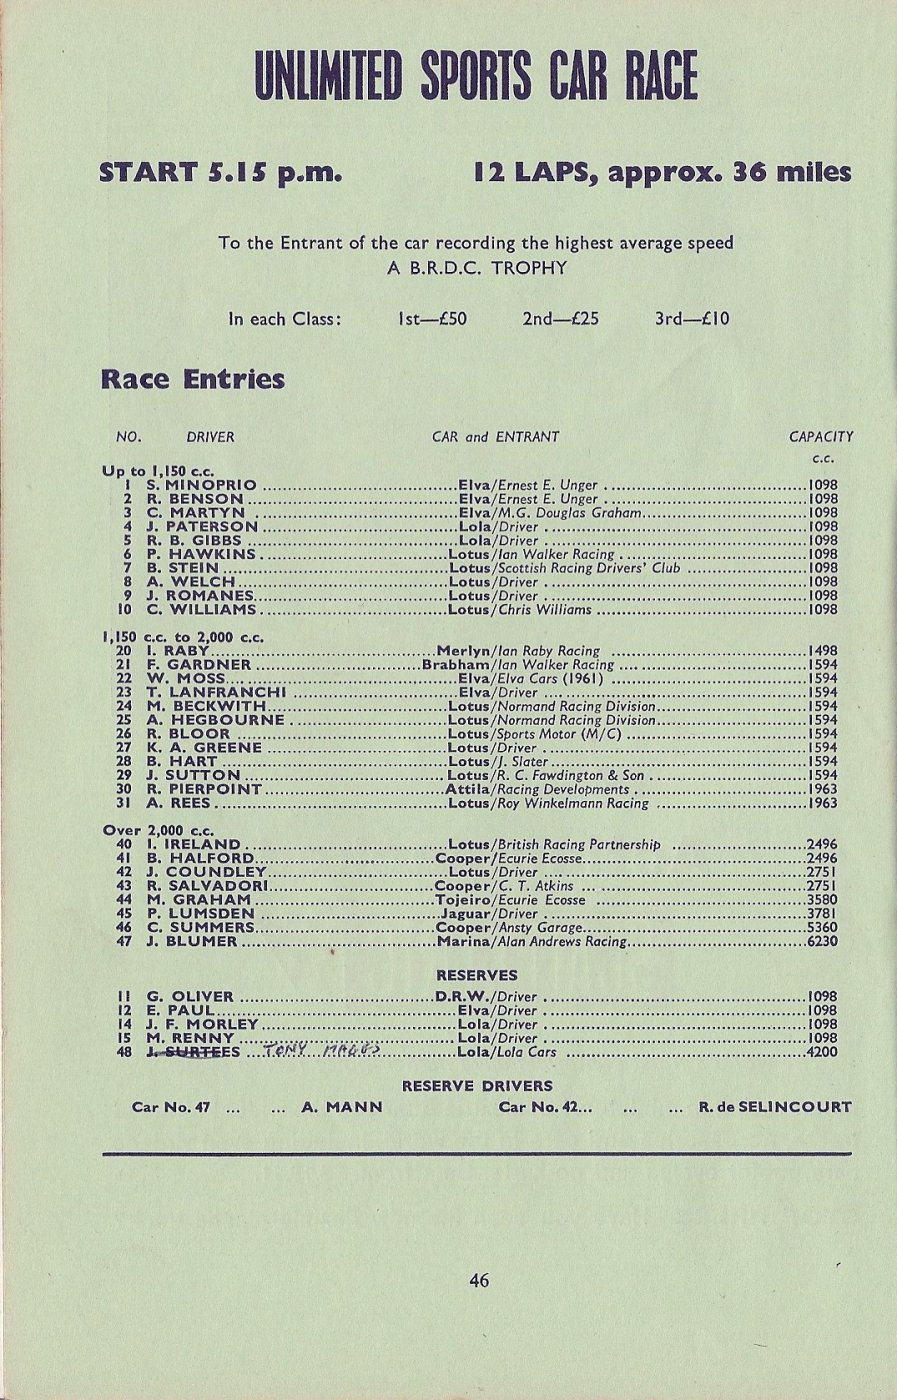 UNLIMITED SPORTS CAR RACE
START 5.15 p.m. 12 LAPS, approx. 36 miles
To the Entrant of the car recording the highest average speed
A B.R.D.C. TROPHY
In each Class: 1st—£50 2nd—£25 3rd—£10
Race Entries
NO. DRIVER CAR and ENTRANT CAPACITY
c.c.
Up to 1,150 c.c.
1 S. MINOPRIO Elva/Ernest E. Unger 1098
2 R. BENSON Elva/Ernest E. Unger 1098
3 C. MARTYN Elva/M.G. Douglas Graham 1098
4 J. PATERSON Lola/Driver 1098
5 R. B. GIBBS Lola/Driver 1098
6 P. HAWKINS Lotus/Ian Walker Racing 1098
7 B. STEIN Lotus/Scottish Racing Drivers' Club 1098
8 A. WELCH Lotus/Driver 1098
9 J. ROMANES Lotus/Driver 1098
10 C. WILLIAMS Lotus/Chris Williams 1098
1,150 c.c. to 2,000 c.c.
20 I. RABY Merlyn/Ian Raby Racing 1498
21 F. GARDNER Brabham/Ian Walker Racing 1594
22 W. MOSS Elva/Elva Cars (1961) 1594
23 T. LANFRANCHI Elva/Driver 1594
24 M. BECKWITH Lotus/Normand Racing Division 1594
25 A. HEGBOURNE Lotus/Normand Racing Division 1594
26 R. BLOOR Lotus/Sports Motor (M/C) 1594
27 K. A. GREENE Lotus/Driver 1594
28 B. HART Lotus/J. Slater 1594
29 J. SUTTON Lotus/R. C. Fawdington & Son 1594
30 R. PIERPOINT Attila/Racing Developments 1963
31 A. REES Lotus/Roy Winkelmann Racing 1963
Over 2,000 c.c.
40 I. IRELAND Lotus/British Racing Partnership 2496
41 B. HALFORD Cooper/Ecurie Ecosse 2496
42 J. COUNDLEY Lotus/Driver 2751
43 R. SALVADORI Cooper/C. T. Atkins 2751
44 M. GRAHAM Tojeiro/Ecurie Ecosse 3580
45 P. LUMSDEN Jaguar/Driver 3781
46 C. SUMMERS Cooper/Ansty Garage 5360
47 J. BLUMER Marina/Alan Andrews Racing 6230
RESERVES
11 G. OLIVER D.R.W./Driver 1098
12 E. PAUL Elva/Driver 1098
14 J. F. MORLEY Lola/Driver 1098
15 M. RENNY Lola/Driver 1098
48 J. SURTEES TONY MAGGS Lola/Lola Cars 4200
RESERVE DRIVERS
Car No. 47 ... ... A. MANN Car No. 42... ... ... R. de SELINCOURT
46